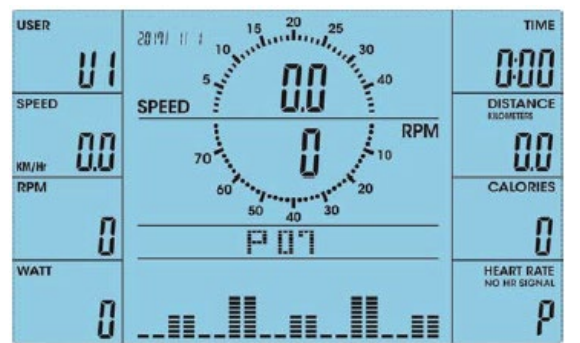 USER
U 1
SPEED
KM/Hr 0.0
RPM
0
WATT
0
15 20 25
10 30
5 40
0.0
SPEED
0
RPM
70 10
60 20
50 40 30
P 07
TIME
0:00
DISTANCE
KILOMETERS
0.0
CALORIES
0
HEART RATE
NO HR SIGNAL
P